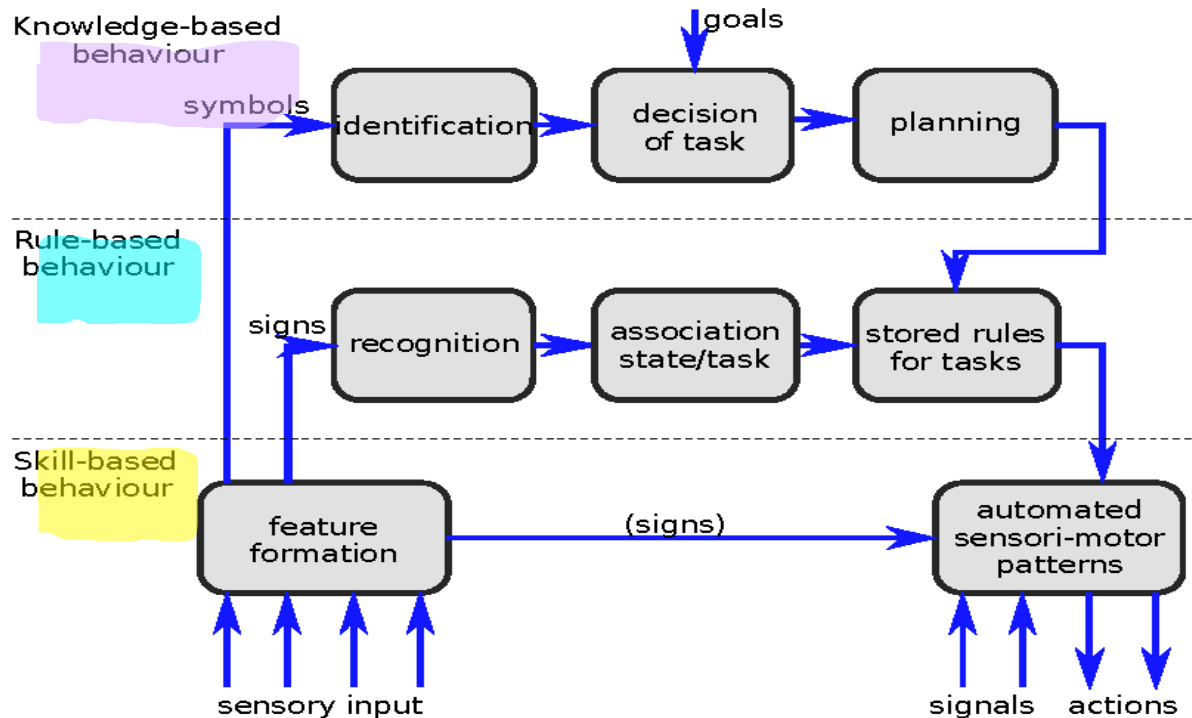 Knowledge-based
behaviour
goals
symbols
identification
decision
of task
planning
Rule-based
behaviour
signs
recognition
association
state/task
stored rules
for tasks
Skill-based
behaviour
feature
formation
(signs)
automated
sensori-motor
patterns
sensory input
signals
actions